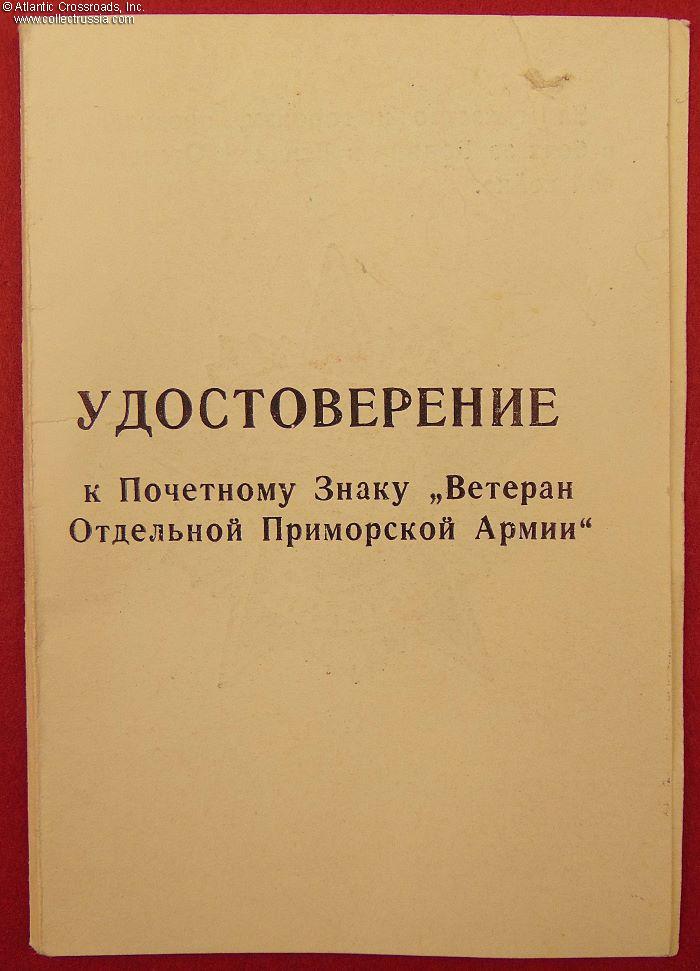 © Atlantic Crossroads, Inc.
www.collectrussia.com
УДОСТОВЕРЕНИЕ
к Почетному Знаку „Ветеран
Отдельной Приморской Армии“